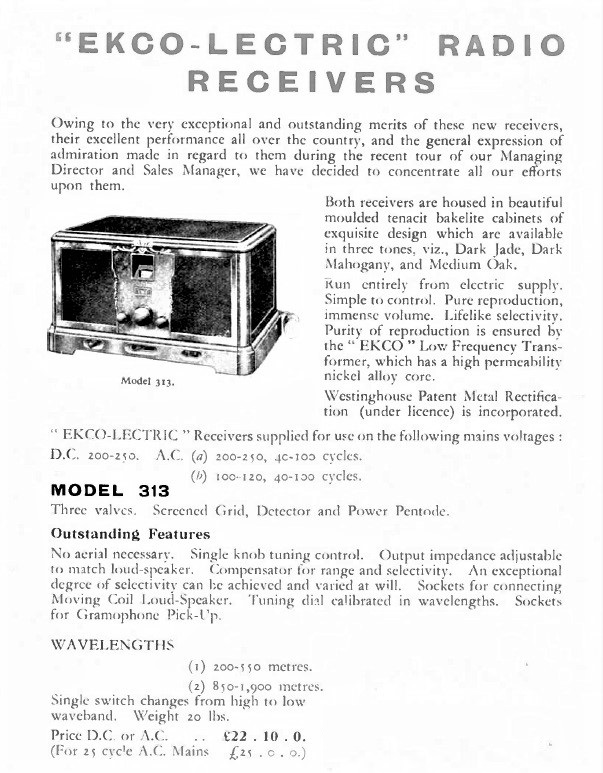 “EKCO-LECTRIC” RADIO
RECEIVERS
Owing to the very exceptional and outstanding merits of these new receivers,
their excellent performance all over the country, and the general expression of
admiration made in regard to them during the recent tour of our Managing
Director and Sales Manager, we have decided to concentrate all our efforts
upon them.
Both receivers are housed in beautiful
moulded tenacit bakelite cabinets of
exquisite design which are available
in three tones, viz., Dark Jade, Dark
Mahogany, and Medium Oak.
Run entirely from electric supply.
Simple to control. Pure reproduction,
immense volume. Lifelike selectivity.
Purity of reproduction is ensured by
the “ EKCO ” Low Frequency Trans-
former, which has a high permeability
nickel alloy core.
Westinghouse Patent Metal Rectifica-
tion (under licence) is incorporated.
Model 313.
“ EKCO-LECTRIC ” Receivers supplied for use on the following mains voltages :
D.C. 200-250. A.C. (a) 200-250, 40-100 cycles.
(b) 100-120, 40-100 cycles.
MODEL 313
Three valves. Screened Grid, Detector and Power Pentode.
Outstanding Features
No aerial necessary. Single knob tuning control. Output impedance adjustable
to match loud-speaker. Compensator for range and selectivity. An exceptional
degree of selectivity can be achieved and varied at will. Sockets for connecting
Moving Coil Loud-Speaker. Tuning dial calibrated in wavelengths. Sockets
for Gramophone Pick-Up.
WAVELENGTHS
(1) 200-550 metres.
(2) 850-1,900 metres.
Single switch changes from high to low
waveband. Weight 20 lbs.
Price D.C. or A.C. .. £22 . 10 . 0.
(For 25 cycle A.C. Mains £25 . 0 . 0.)